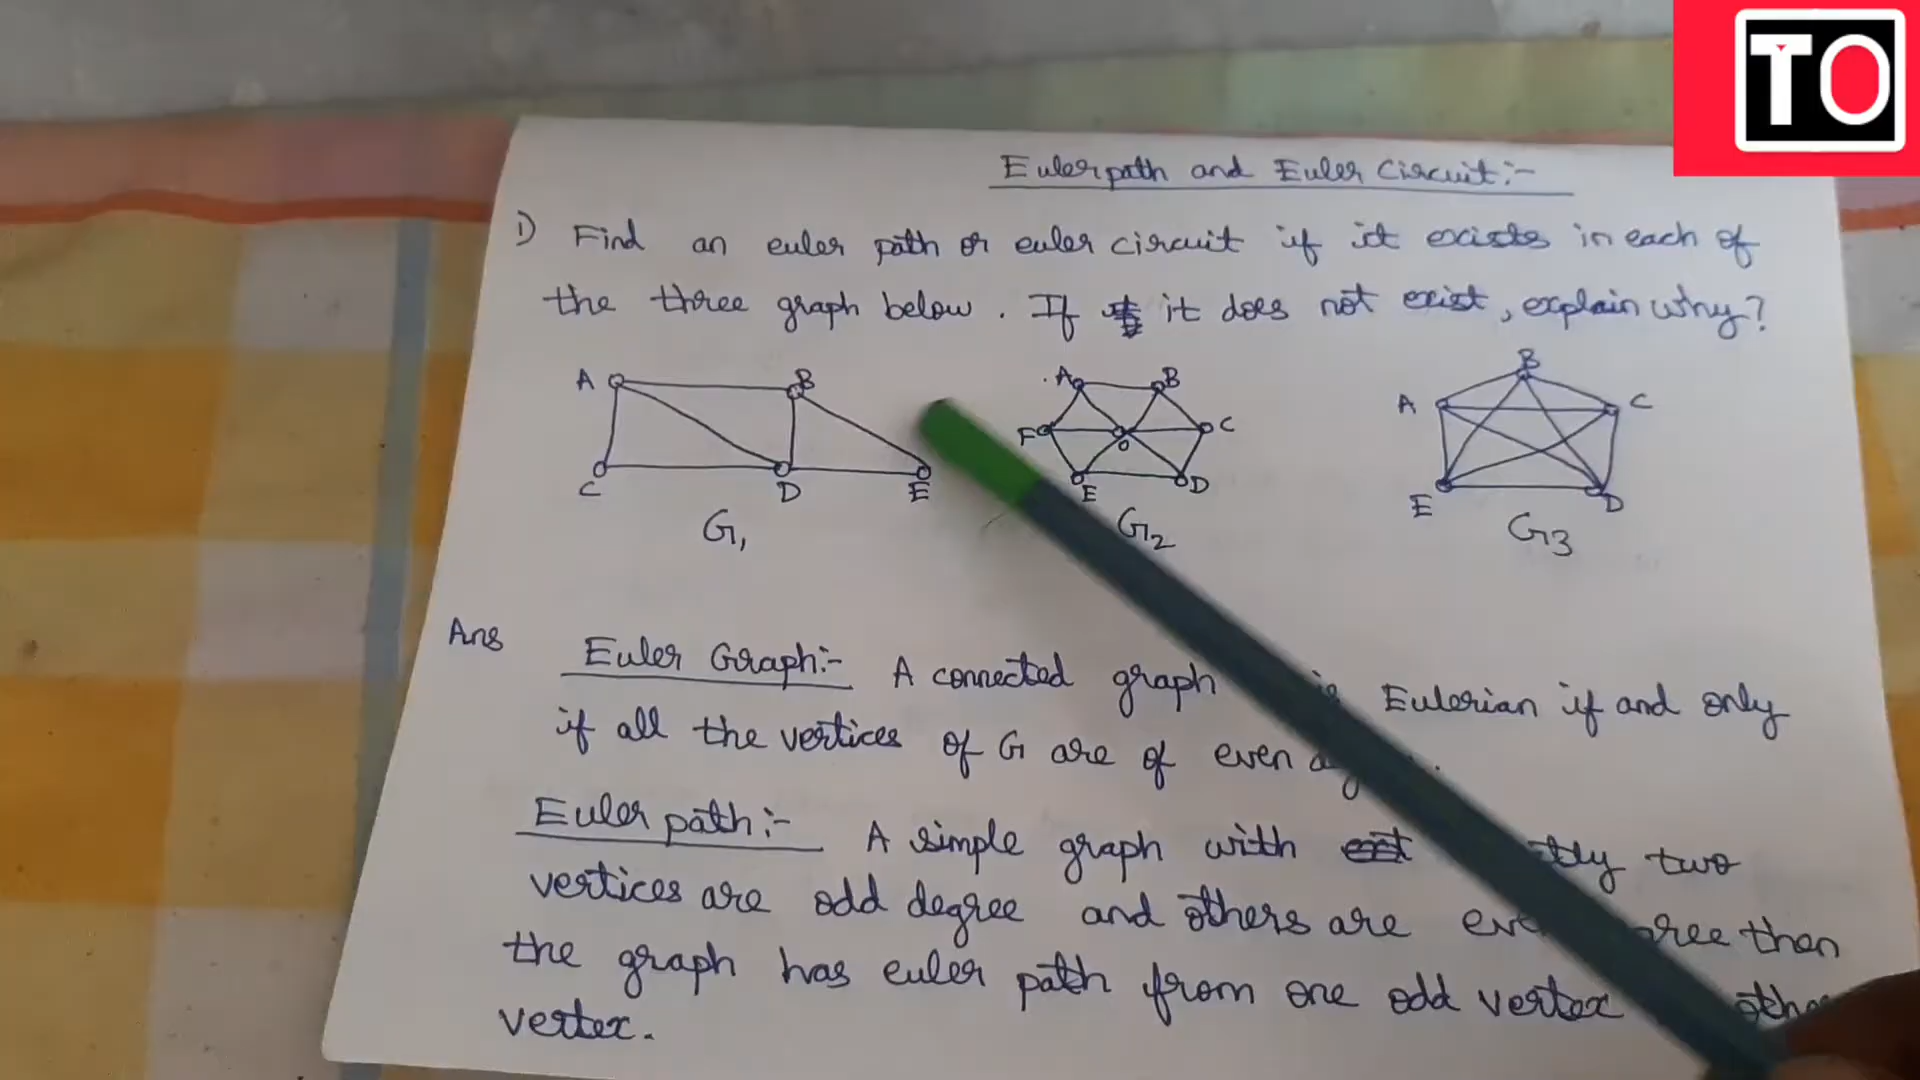 TO
Euler path and Euler Circuit:-
1) Find an euler path or euler circuit if it exists in each of
the three graph below. If it does not exist, explain why?
A B C D E
G1
A B C D E F O
G2
A B C D E
G3
Ans
Euler Graph:- A connected graph Eulerian if and only
if all the vertices of G are of even
Euler path:- A simple graph with two
vertices are odd degree and others are then
the graph has euler path from one odd vertex
vertex.